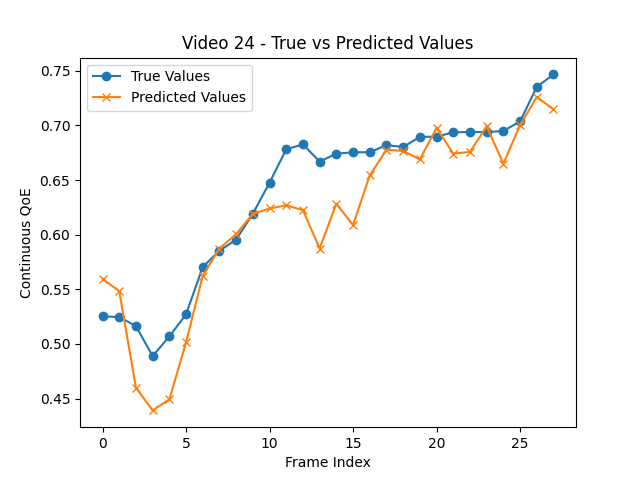 Video 24 - True vs Predicted Values
True Values
Predicted Values
Continuous QoE
0.75
0.70
0.65
0.60
0.55
0.50
0.45
0 5 10 15 20 25
Frame Index